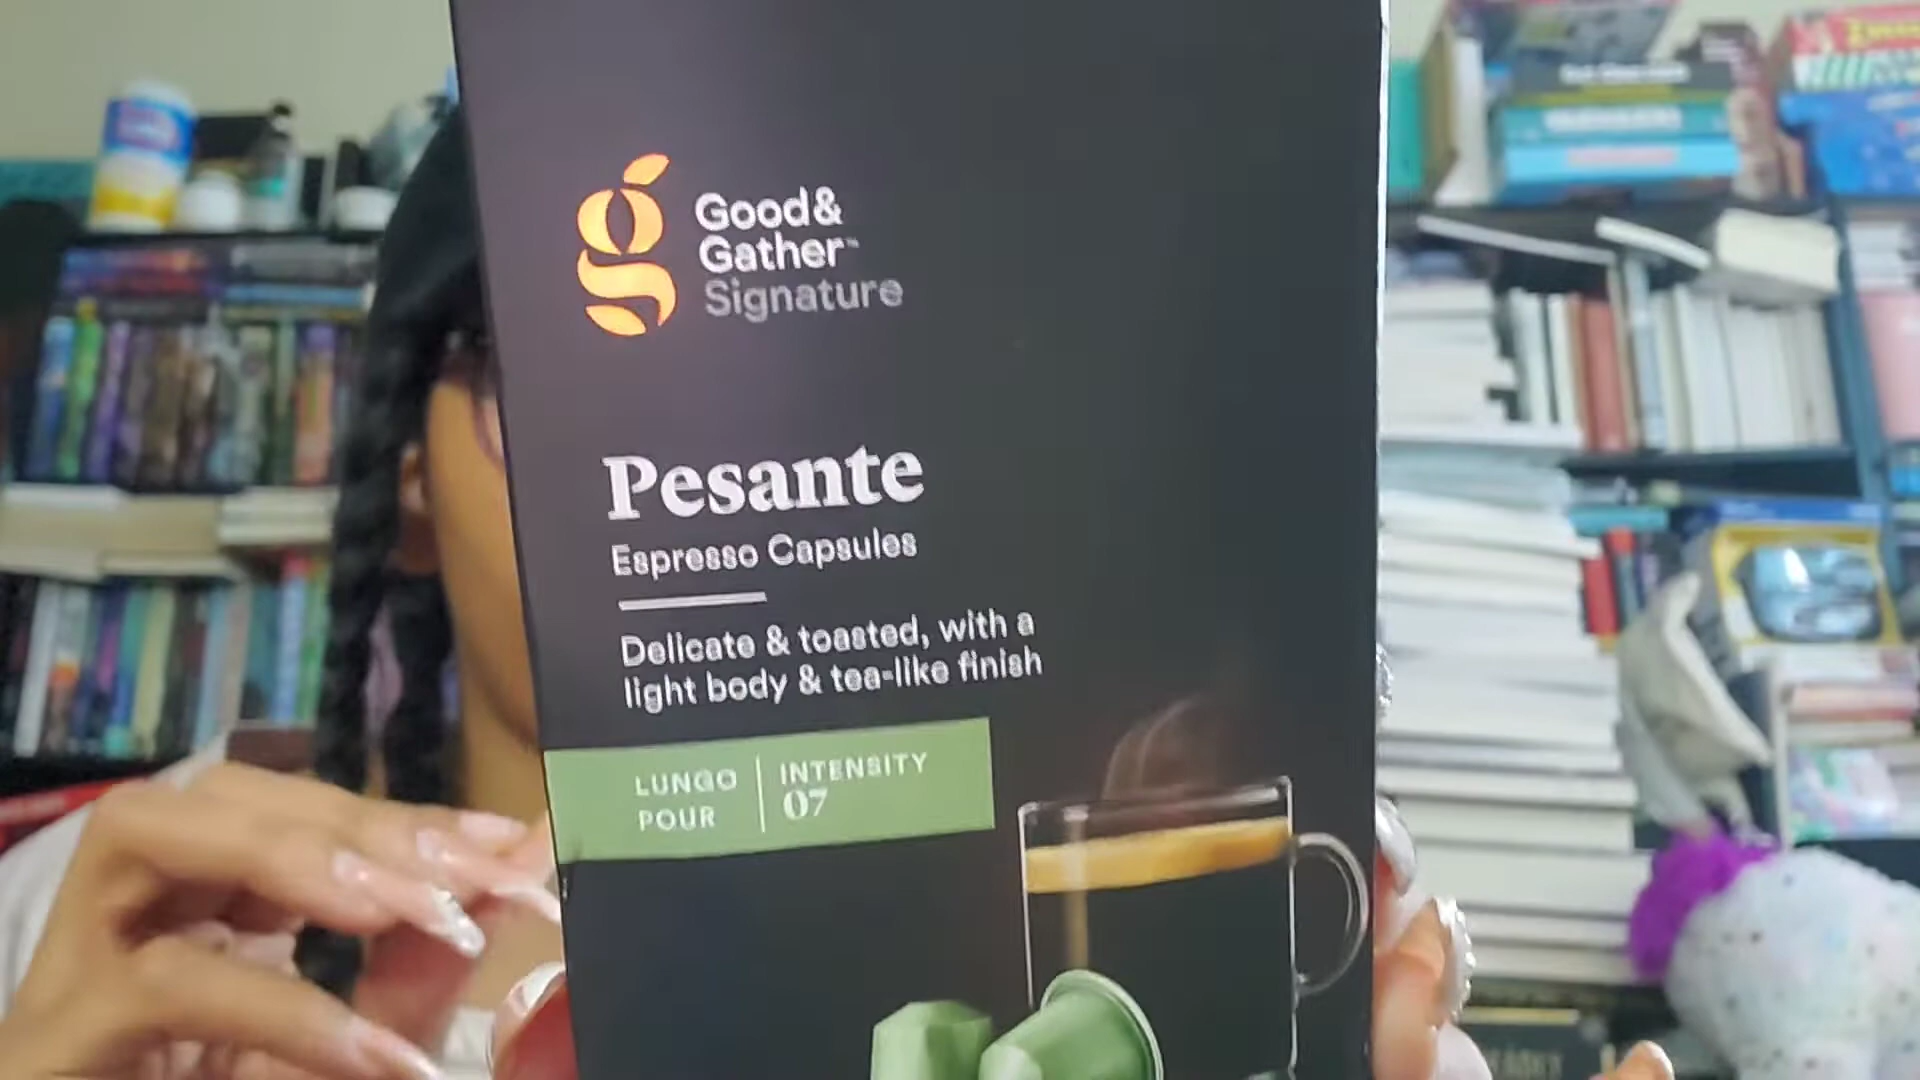 Good&
Gather™
Signature
Pesante
Espresso Capsules
Delicate & toasted, with a
light body & tea-like finish
LUNGO
POUR
INTENSITY
07